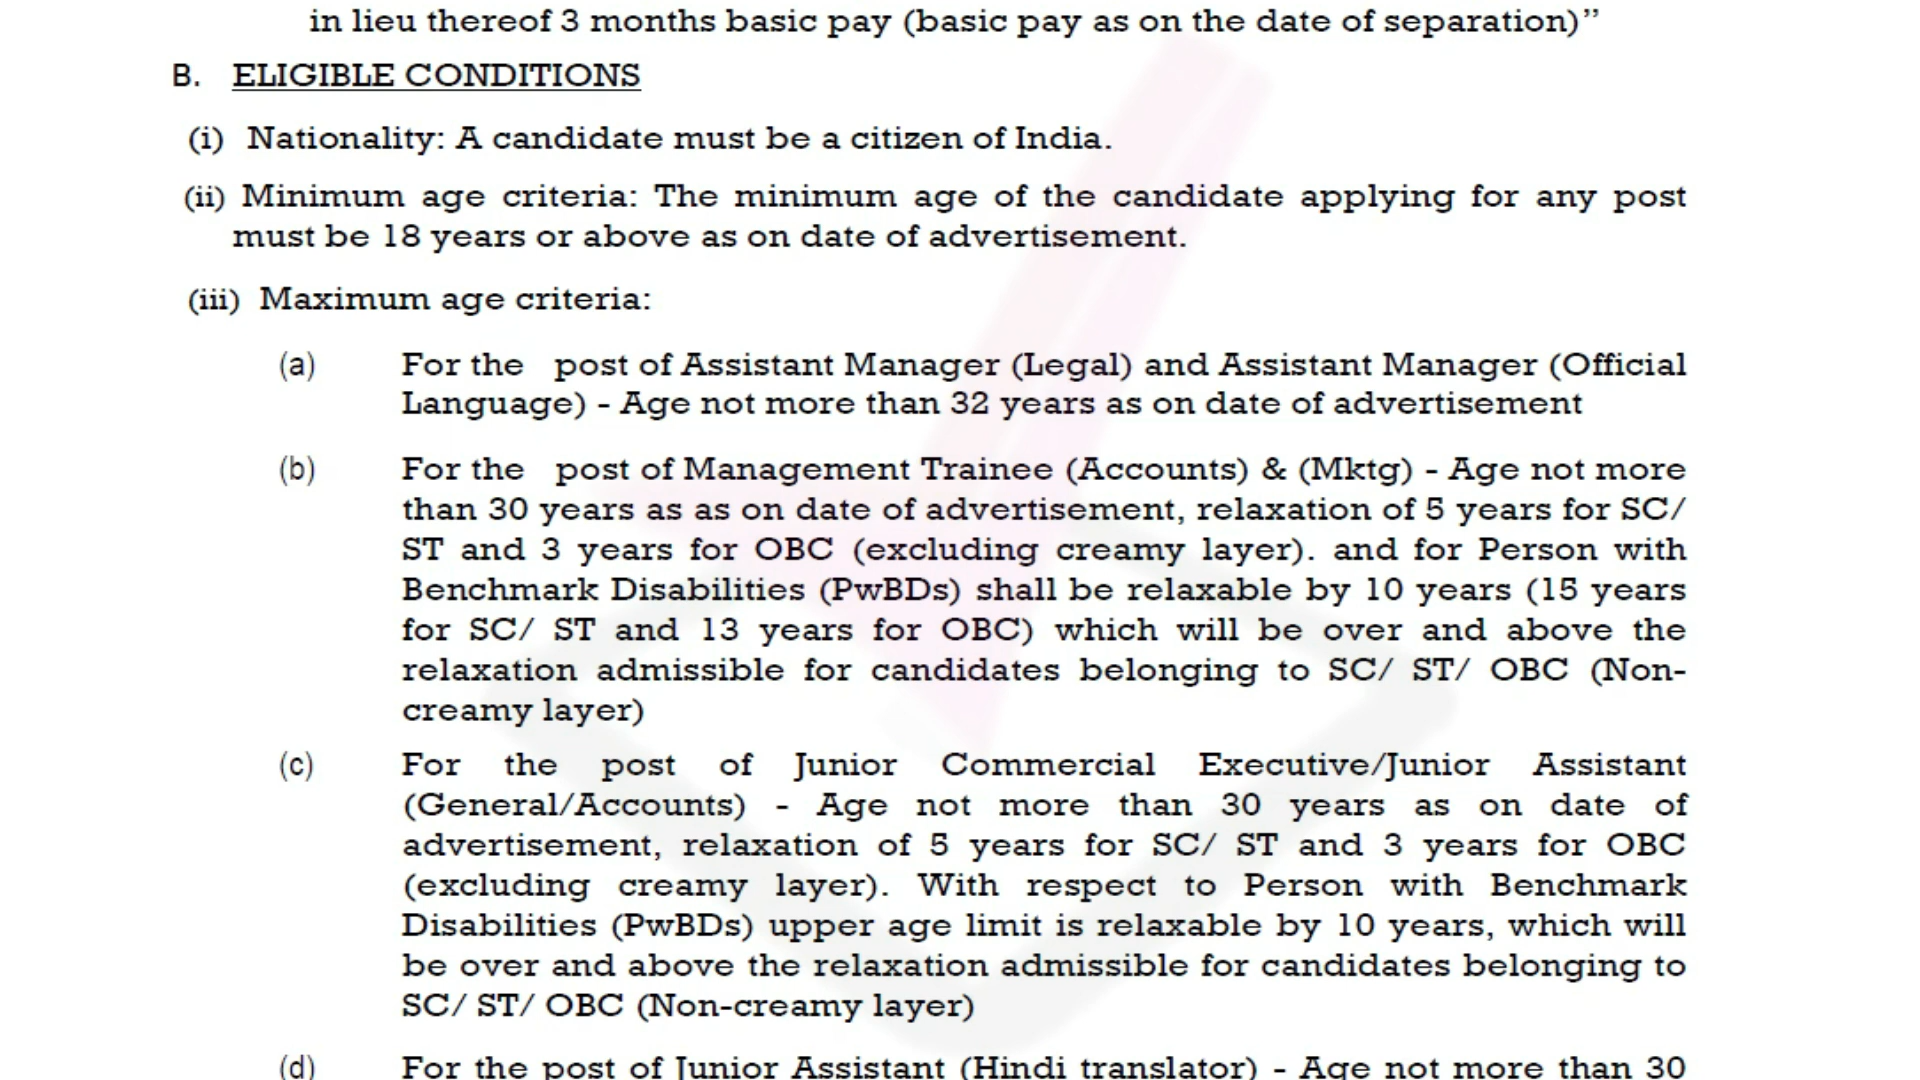 in lieu thereof 3 months basic pay (basic pay as on the date of separation)”
B. ELIGIBLE CONDITIONS
(i) Nationality: A candidate must be a citizen of India.
(ii) Minimum age criteria: The minimum age of the candidate applying for any post
must be 18 years or above as on date of advertisement.
(iii) Maximum age criteria:
(a) For the post of Assistant Manager (Legal) and Assistant Manager (Official
Language) - Age not more than 32 years as on date of advertisement
(b) For the post of Management Trainee (Accounts) & (Mktg) - Age not more
than 30 years as as on date of advertisement, relaxation of 5 years for SC/
ST and 3 years for OBC (excluding creamy layer). and for Person with
Benchmark Disabilities (PwBDs) shall be relaxable by 10 years (15 years
for SC/ ST and 13 years for OBC) which will be over and above the
relaxation admissible for candidates belonging to SC/ ST/ OBC (Non-
creamy layer)
(c) For the post of Junior Commercial Executive/Junior Assistant
(General/Accounts) - Age not more than 30 years as on date of
advertisement, relaxation of 5 years for SC/ ST and 3 years for OBC
(excluding creamy layer). With respect to Person with Benchmark
Disabilities (PwBDs) upper age limit is relaxable by 10 years, which will
be over and above the relaxation admissible for candidates belonging to
SC/ ST/ OBC (Non-creamy layer)
(d) For the post of Junior Assistant (Hindi translator) - Age not more than 30